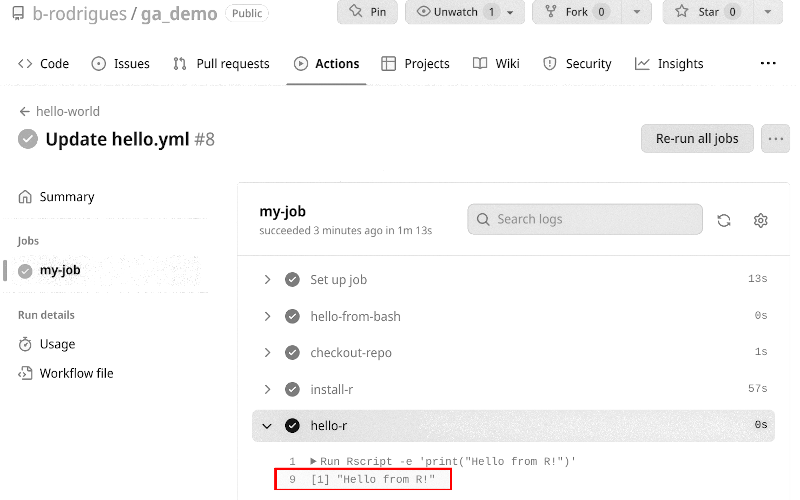 b-rodrigues / ga_demo Public
Pin Unwatch 1 Fork 0 Star 0
Code Issues Pull requests Actions Projects Wiki Security Insights ...
← hello-world
Update hello.yml #8
Re-run all jobs ...
Summary
Jobs
my-job
Run details
Usage
Workflow file
my-job
succeeded 3 minutes ago in 1m 13s
Search logs
Set up job 13s
hello-from-bash 0s
checkout-repo 1s
install-r 57s
hello-r 0s
1 ▶ Run Rscript -e 'print("Hello from R!")'
9 [1] "Hello from R!"